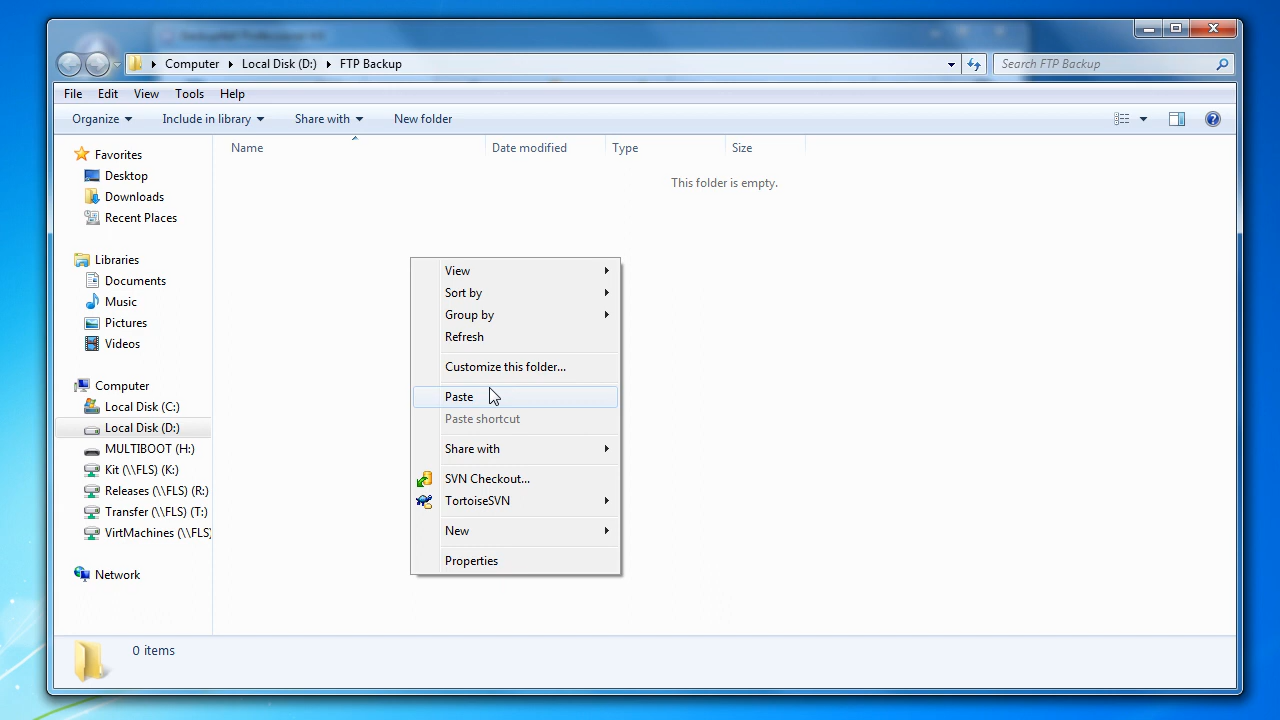 Computer Local Disk (D:) FTP Backup
Search FTP Backup
File Edit View Tools Help
Organize Include in library Share with New folder
Name Date modified Type Size
This folder is empty.
Favorites
Desktop
Downloads
Recent Places
Libraries
Documents
Music
Pictures
Videos
Computer
Local Disk (C:)
Local Disk (D:)
MULTIBOOT (H:)
Kit (\\FLS) (K:)
Releases (\\FLS) (R:)
Transfer (\\FLS) (T:)
VirtMachines (\\FLS)
Network
View
Sort by
Group by
Refresh
Customize this folder...
Paste
Paste shortcut
Share with
SVN Checkout...
TortoiseSVN
New
Properties
0 items